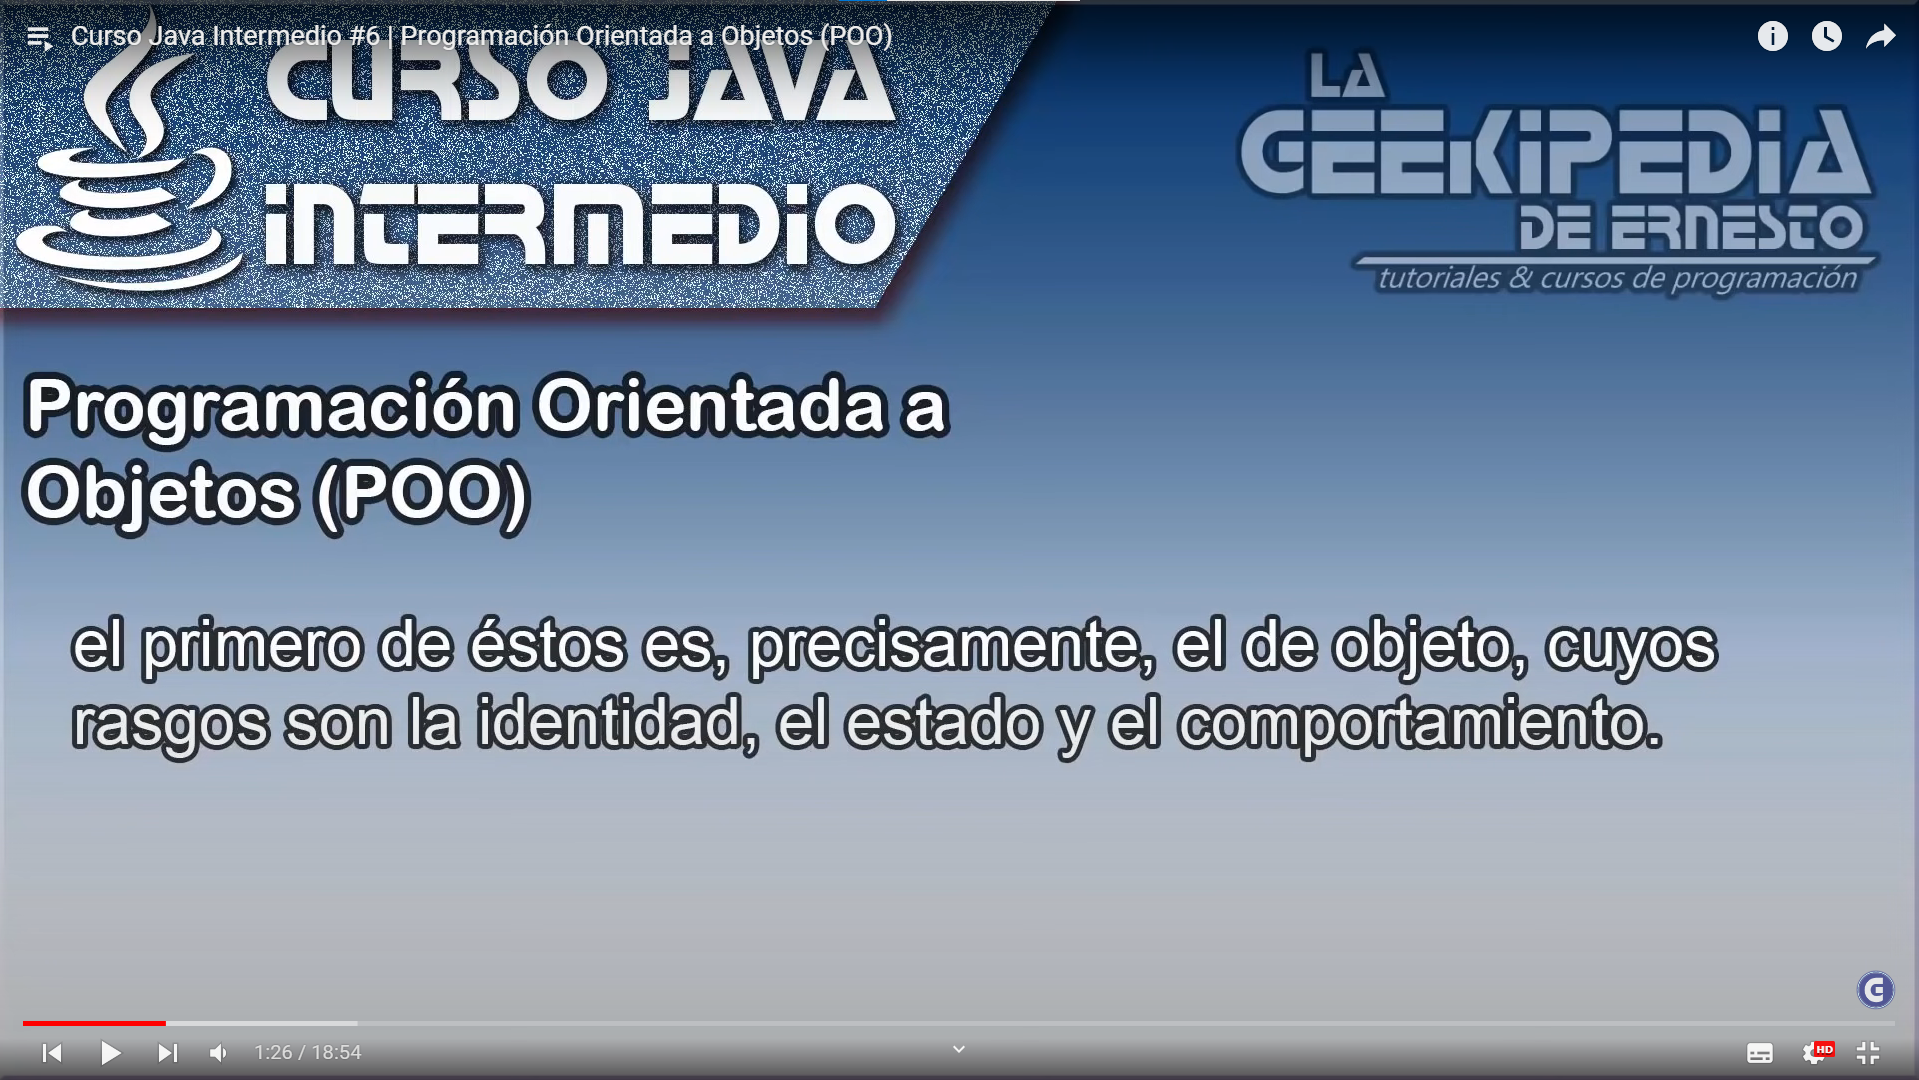 Curso Java Intermedio #6 | Programación Orientada a Objetos (POO)
CURSO JAVA
INTERMEDIO
LA
GEEKIPEDIA
DE ERNESTO
tutoriales & cursos de programación
Programación Orientada a
Objetos (POO)
el primero de éstos es, precisamente, el de objeto, cuyos
rasgos son la identidad, el estado y el comportamiento.
G
1:26 / 18:54
HD